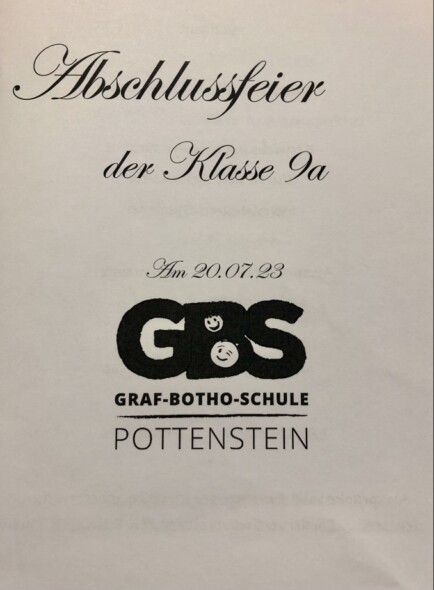 Abschlussfeier
der Klasse 9a
Am 20.07.23
GBS
GRAF-BOTHO-SCHULE
POTTENSTEIN